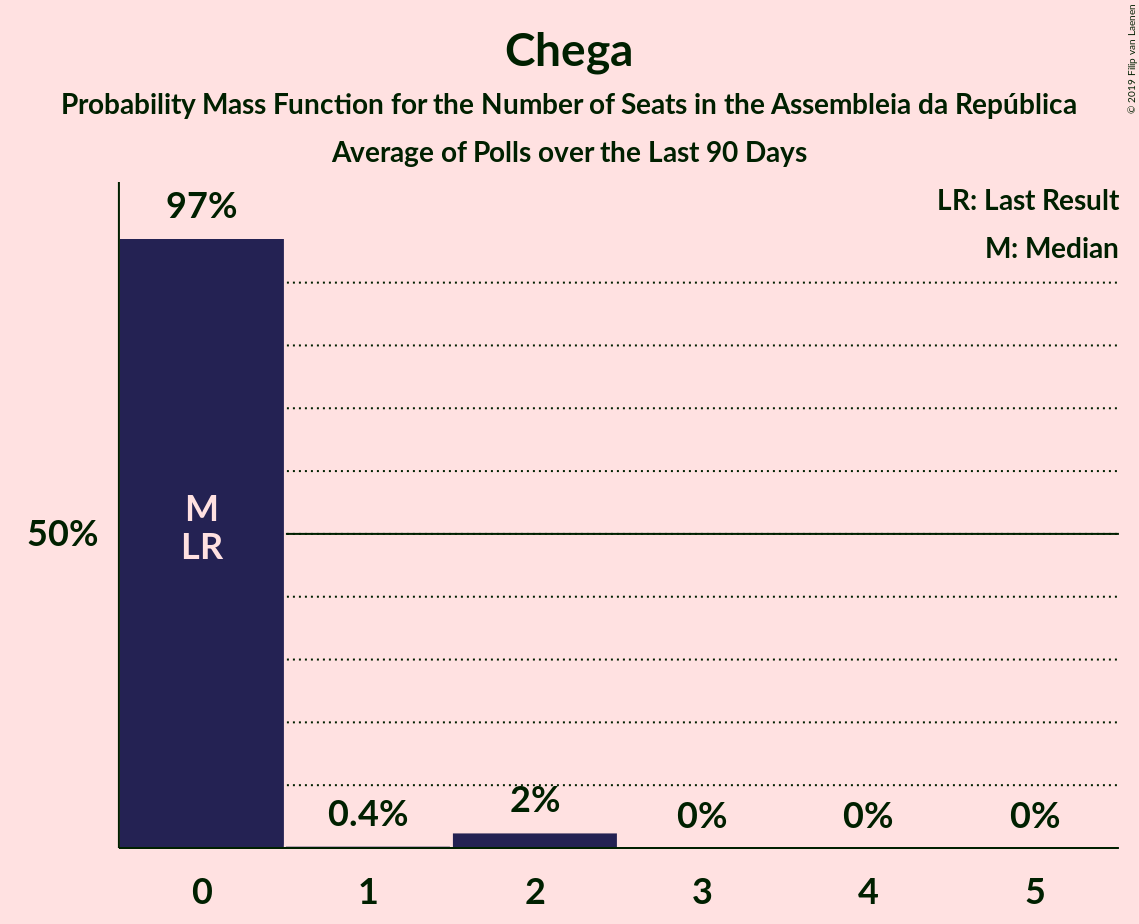 Chega
Probability Mass Function for the Number of Seats in the Assembleia da República
Average of Polls over the Last 90 Days
© 2019 Filip van Laenen
LR: Last Result
M: Median
97%
50%
M
LR
0.4%
2%
0%
0%
0%
0
1
2
3
4
5